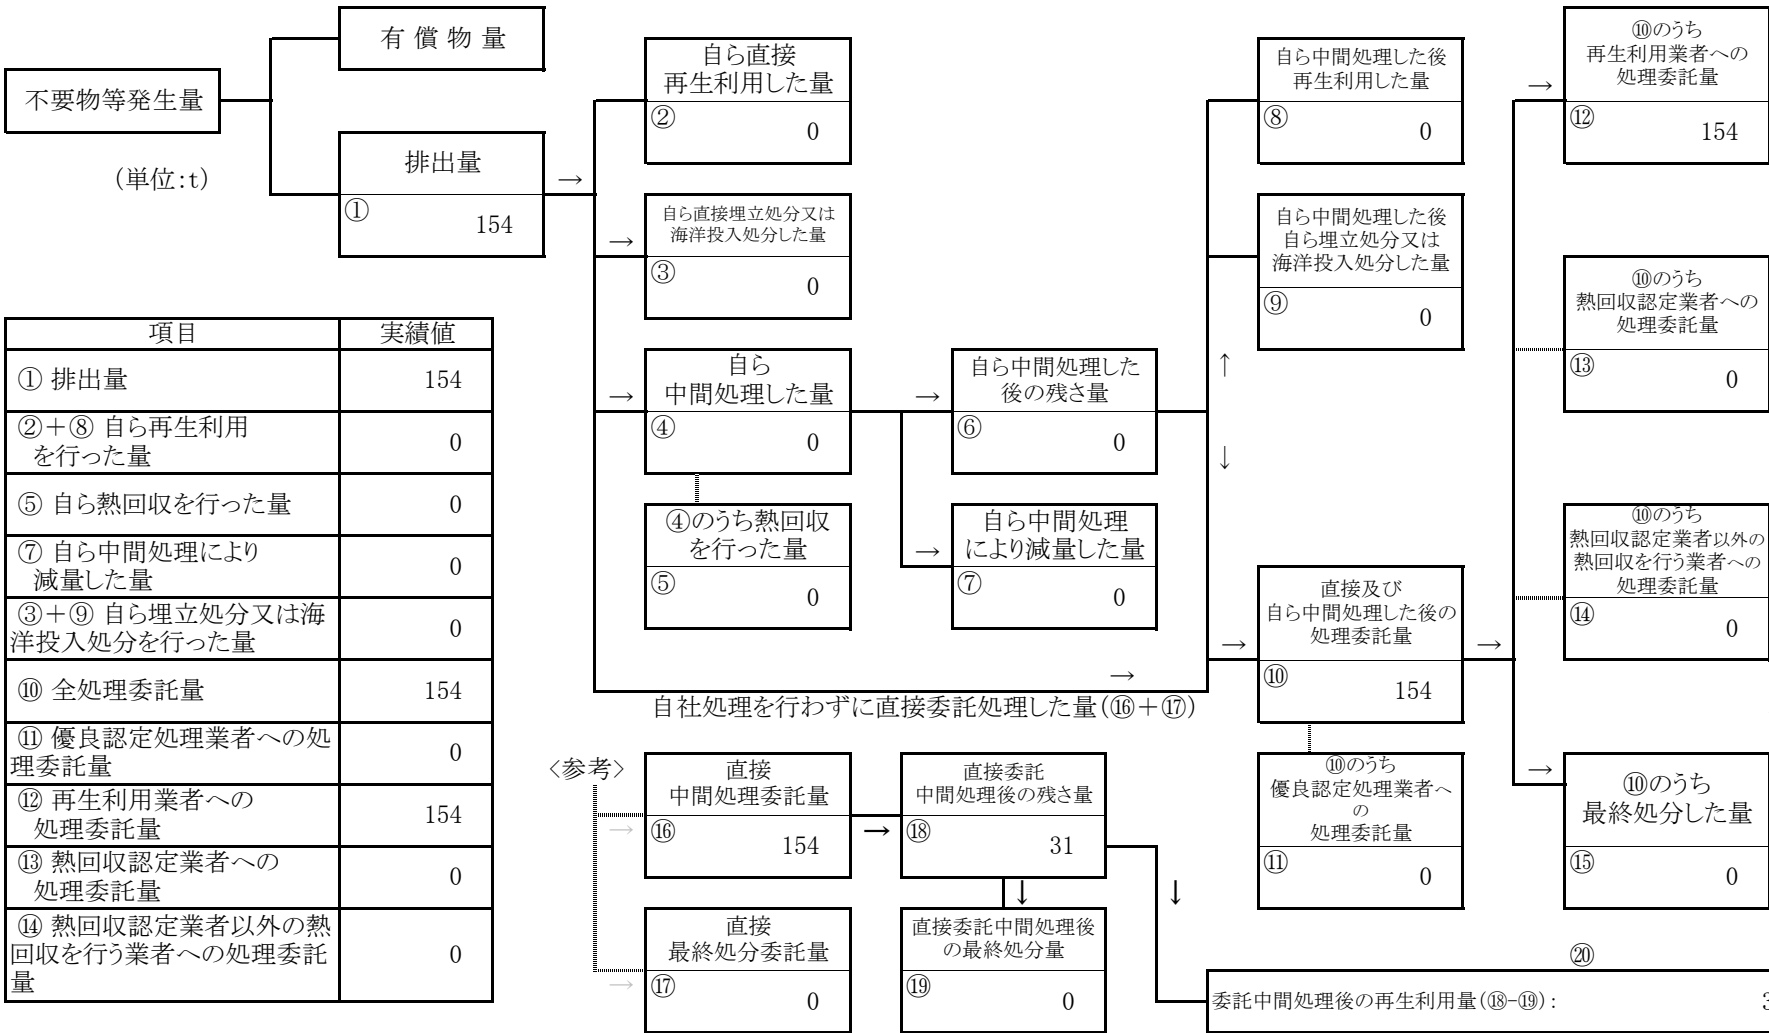 有 償 物 量
不要物等発生量
(単位:t)
排出量
①
154
→
自ら直接
再生利用した量
②
0
→
自ら直接埋立処分又は
海洋投入処分した量
③
0
→
自ら
中間処理した量
④
0
④のうち熱回収
を行った量
⑤
0
→
自ら中間処理した
後の残さ量
⑥
0
→
自ら中間処理
により減量した量
⑦
0
自ら中間処理した後
再生利用した量
⑧
0
自ら中間処理した後
自ら埋立処分又は
海洋投入処分した量
⑨
0
↑
↓
→
直接及び
自ら中間処理した後の
処理委託量
⑩
154
→
⑩のうち
優良認定処理業者へ
の
処理委託量
⑪
0
→
⑩のうち
再生利用業者への
処理委託量
⑫
154
⑩のうち
熱回収認定業者への
処理委託量
⑬
0
⑩のうち
熱回収認定業者以外の
熱回収を行う業者への
処理委託量
⑭
0
→
⑩のうち
最終処分した量
⑮
0
→
自社処理を行わずに直接委託処理した量(⑯+⑰)
<参考>
→
直接
中間処理委託量
⑯
154
→
直接委託
中間処理後の残さ量
⑱
31
↓
↓
→
直接
最終処分委託量
⑰
0
直接委託中間処理後
の最終処分量
⑲
0
⑳
委託中間処理後の再生利用量(⑱-⑲):
項目 実績値
① 排出量 154
②+⑧ 自ら再生利用
を行った量 0
⑤ 自ら熱回収を行った量 0
⑦ 自ら中間処理により
減量した量 0
③+⑨ 自ら埋立処分又は海
洋投入処分を行った量 0
⑩ 全処理委託量 154
⑪ 優良認定処理業者への処
理委託量 0
⑫ 再生利用業者への
処理委託量 154
⑬ 熱回収認定業者への
処理委託量 0
⑭ 熱回収認定業者以外の熱
回収を行う業者への処理委託
量 0